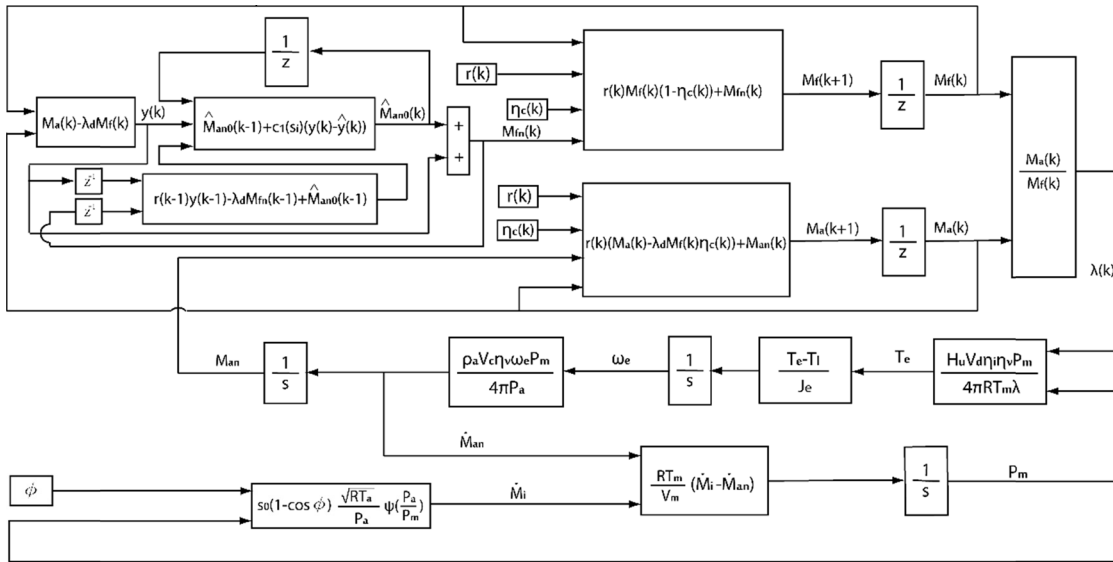 1
z
r(k)
ηc(k)
r(k)Mf(k)(1-ηc(k))+Mfn(k)
Mf(k+1)
1
z
Mf(k)
Ma(k)-λdMf(k)
y(k)
M̂an0(k-1)+c1(si)(y(k)-ŷ(k))
M̂an0(k)
+
+
Mfn(k)
z⁻¹
z⁻¹
r(k-1)y(k-1)-λdMfn(k-1)+M̂an0(k-1)
r(k)
ηc(k)
r(k)(Ma(k)-λdMf(k)ηc(k))+Man(k)
Ma(k+1)
1
z
Ma(k)
Ma(k)
Mf(k)
λ(k)
Man
1
s
ρaVcηvωePm
4πPa
ωe
1
s
Te-Tl
Je
Te
HuVdηiηvPm
4πRTmλ
Ṁan
ϕ
s0(1-cos ϕ) √RTa
Pa
ψ(Pa
Pm)
Ṁi
RTm
Vm
(Ṁi-Ṁan)
1
s
Pm